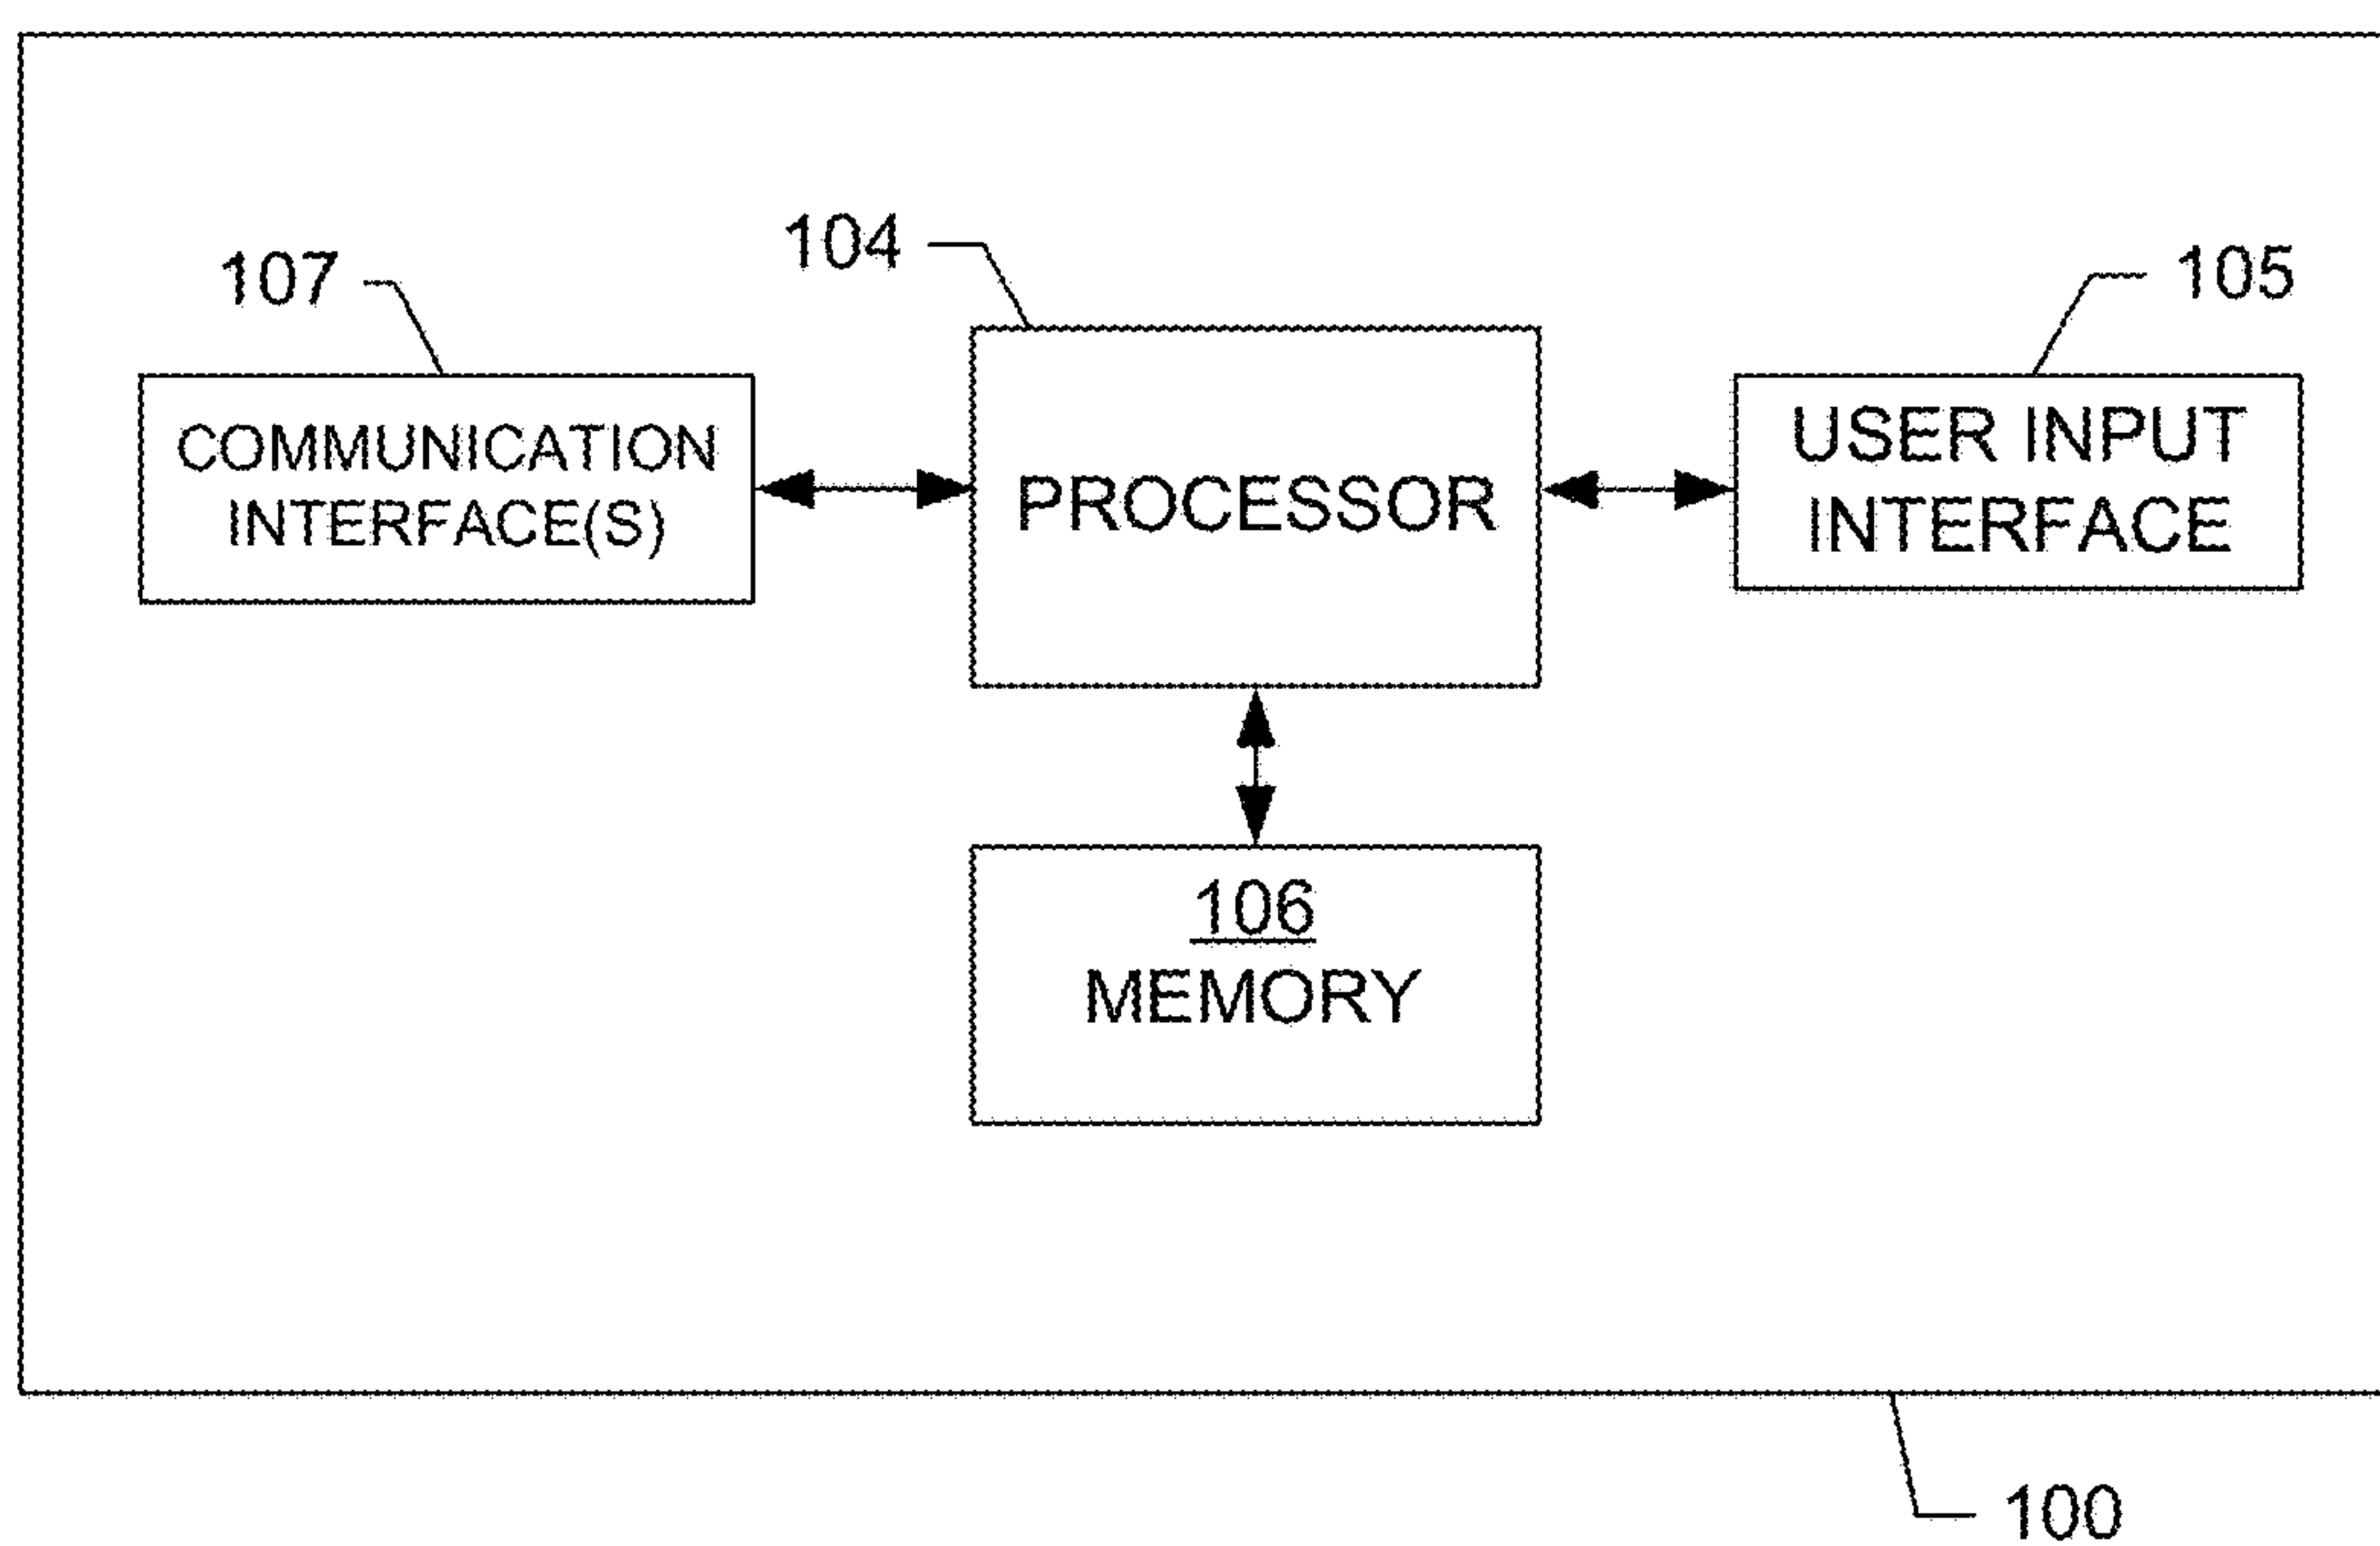 104
107
105
COMMUNICATION
INTERFACE(S)
PROCESSOR
USER INPUT
INTERFACE
106
MEMORY
100